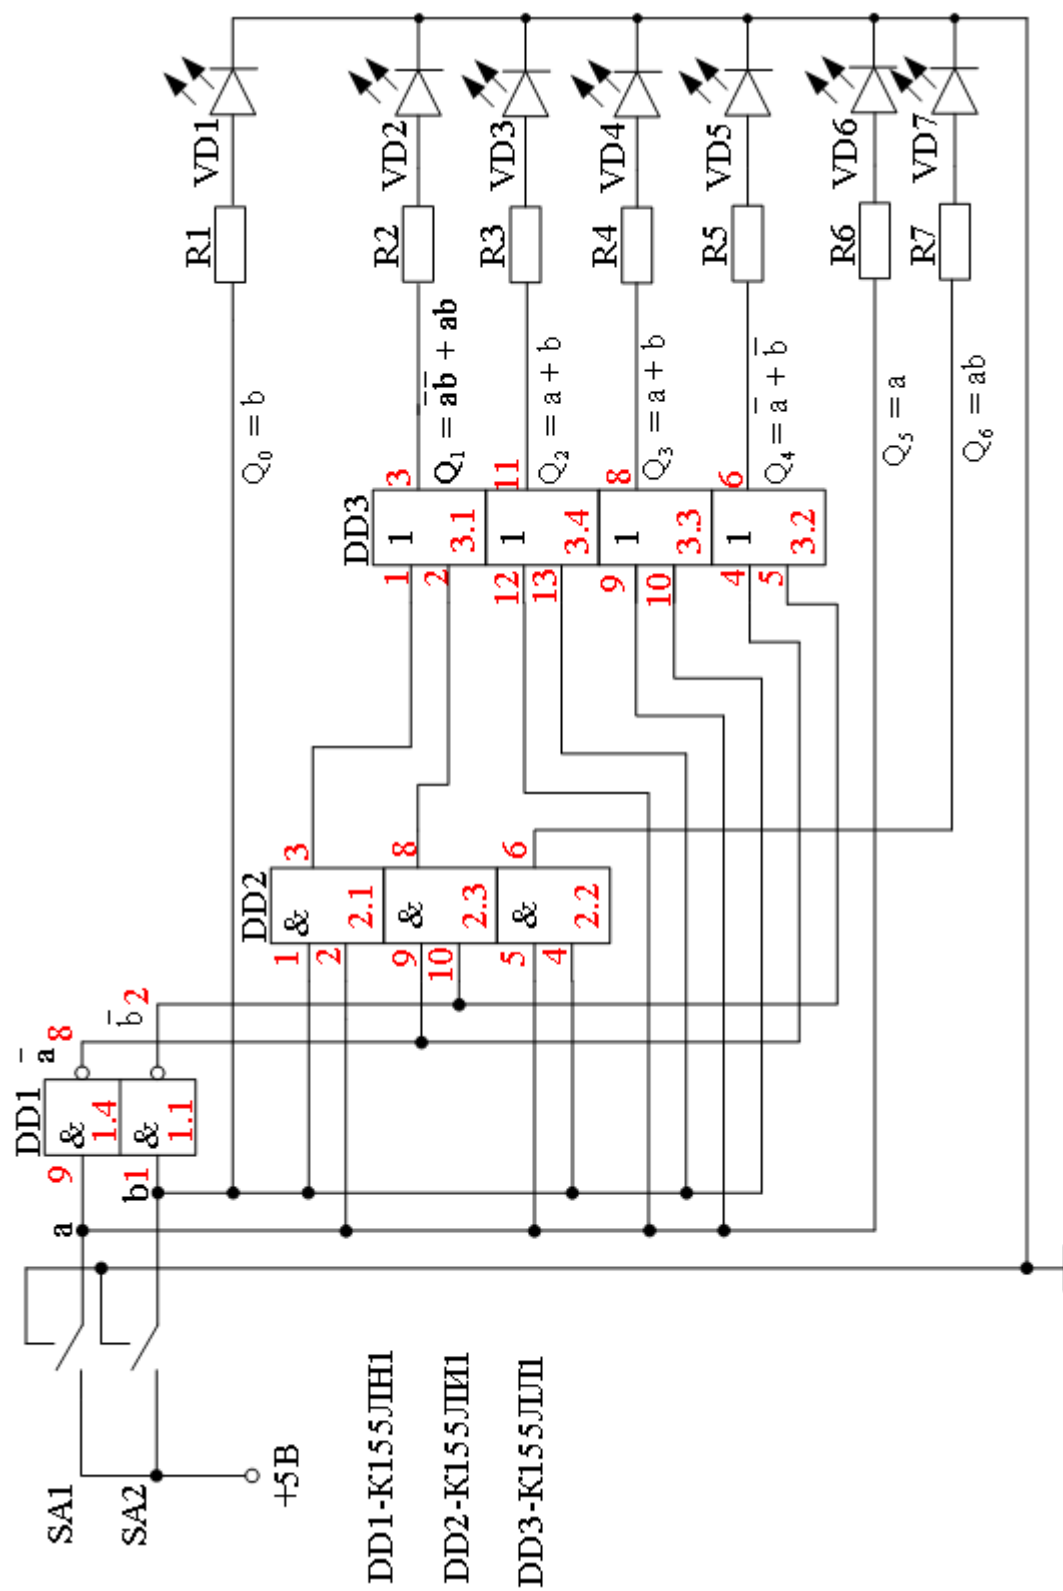 SA1
SA2
+5В
DD1-К155ЛН1
DD2-К155ЛИ1
DD3-К155ЛЛ1
a
b
9
1
DD1
& 1.4
& 1.1
a̅ 8
b̅ 2
DD2
1
2
& 2.1
3
9
10
& 2.3
8
5
4
& 2.2
6
DD3
1
2
1 3.1
3
12
13
1 3.4
11
9
10
1 3.3
8
4
5
1 3.2
6
Q₀ = b
Q₁ = a̅b̅ + ab
Q₂ = a + b
Q₃ = a + b
Q₄ = a̅ + b̅
Q₅ = a
Q₆ = ab
R1
R2
R3
R4
R5
R6
R7
VD1
VD2
VD3
VD4
VD5
VD6
VD7